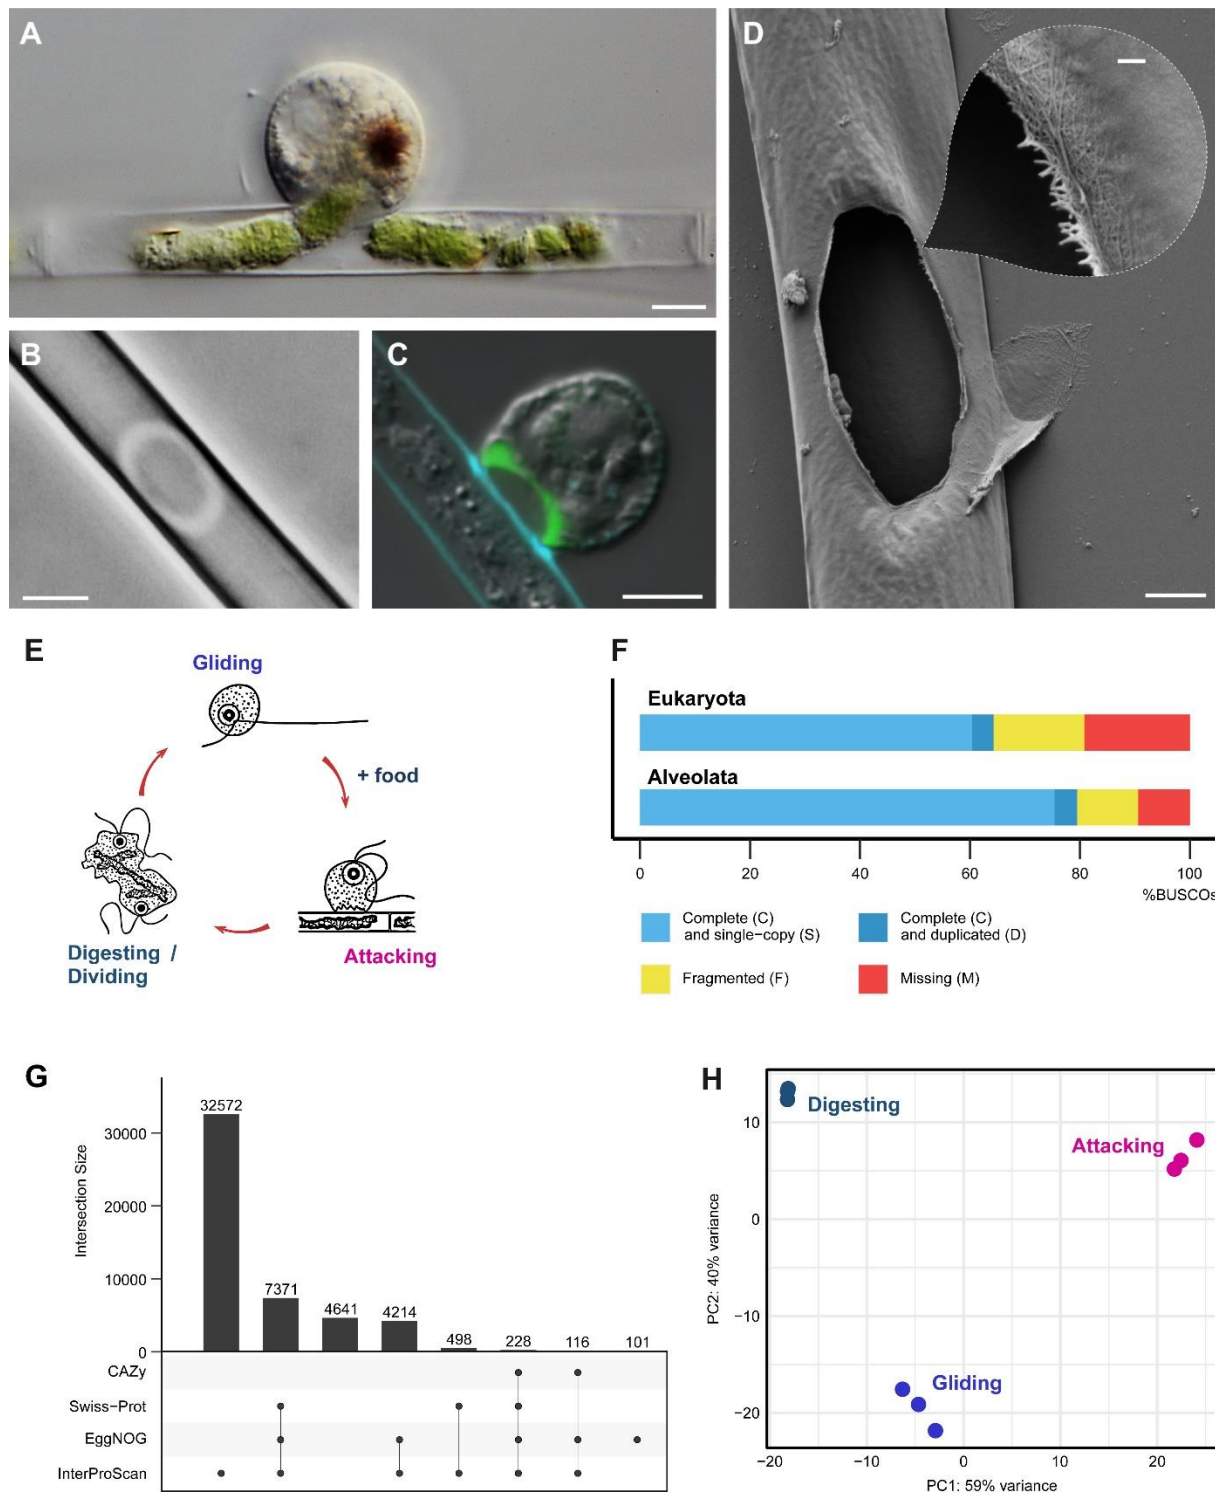 A
D
B
C
E
Gliding
+ food
Attacking
Digesting /
Dividing
F
Eukaryota
Alveolata
0
20
40
60
80
100
%BUSCOs
Complete (C)
and single−copy (S)
Complete (C)
and duplicated (D)
Fragmented (F)
Missing (M)
G
Intersection Size
30000
20000
10000
0
32572
7371
4641
4214
498
228
116
101
CAZy
Swiss−Prot
EggNOG
InterProScan
H
Digesting
Attacking
Gliding
PC2: 40% variance
10
0
−10
−20
−20
−10
0
10
20
PC1: 59% variance